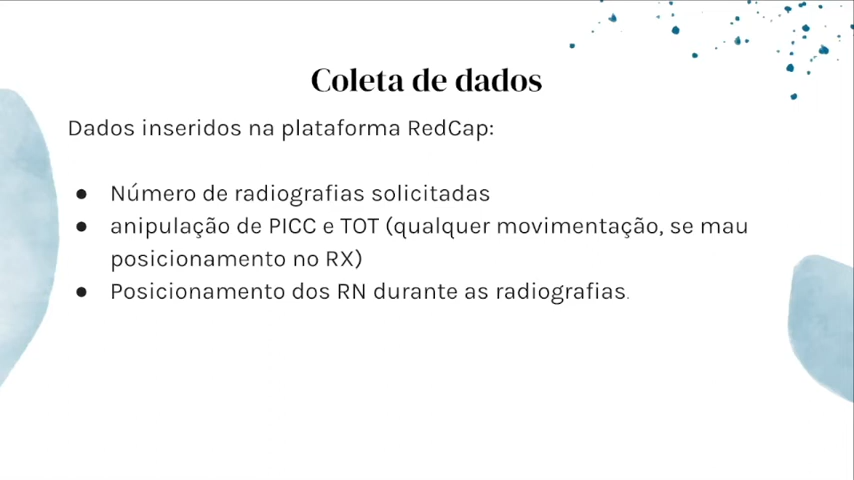 Coleta de dados
Dados inseridos na plataforma RedCap:
● Número de radiografias solicitadas
● anipulação de PICC e TOT (qualquer movimentação, se mau
posicionamento no RX)
● Posicionamento dos RN durante as radiografias.